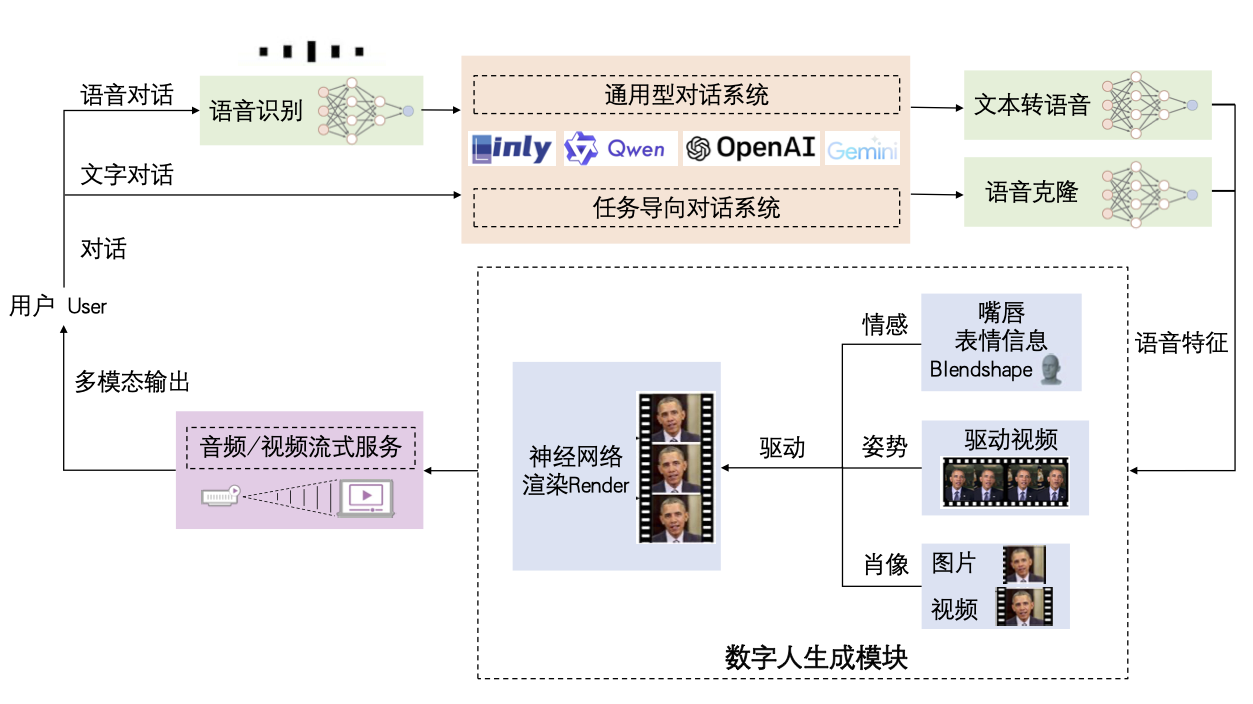 语音对话
语音识别
通用型对话系统
文本转语音
Linly
Qwen
OpenAI
Gemini
文字对话
任务导向对话系统
语音克隆
对话
用户 User
多模态输出
音频/视频流式服务
神经网络
渲染Render
驱动
情感
嘴唇
表情信息
Blendshape
姿势
驱动视频
肖像
图片
视频
语音特征
数字人生成模块